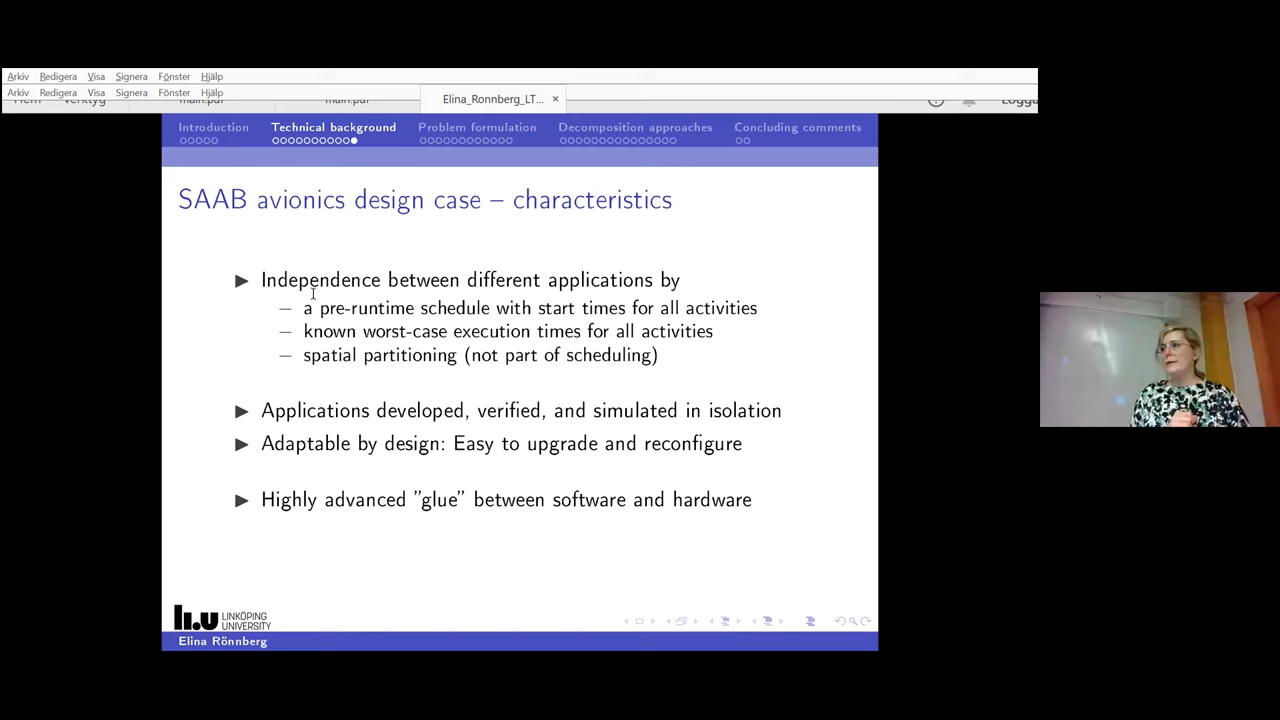 Arkiv Redigera Visa Signera Fönster Hjälp
Arkiv Redigera Visa Signera Fönster Hjälp
Hem Verktyg main.pdf main.pdf Elina_Ronnberg_LT... × Logga
Introduction Technical background Problem formulation Decomposition approaches Concluding comments
SAAB avionics design case – characteristics
▶ Independence between different applications by
– a pre-runtime schedule with start times for all activities
– known worst-case execution times for all activities
– spatial partitioning (not part of scheduling)
▶ Applications developed, verified, and simulated in isolation
▶ Adaptable by design: Easy to upgrade and reconfigure
▶ Highly advanced ”glue” between software and hardware
LI.U LINKÖPING
UNIVERSITY
Elina Rönnberg